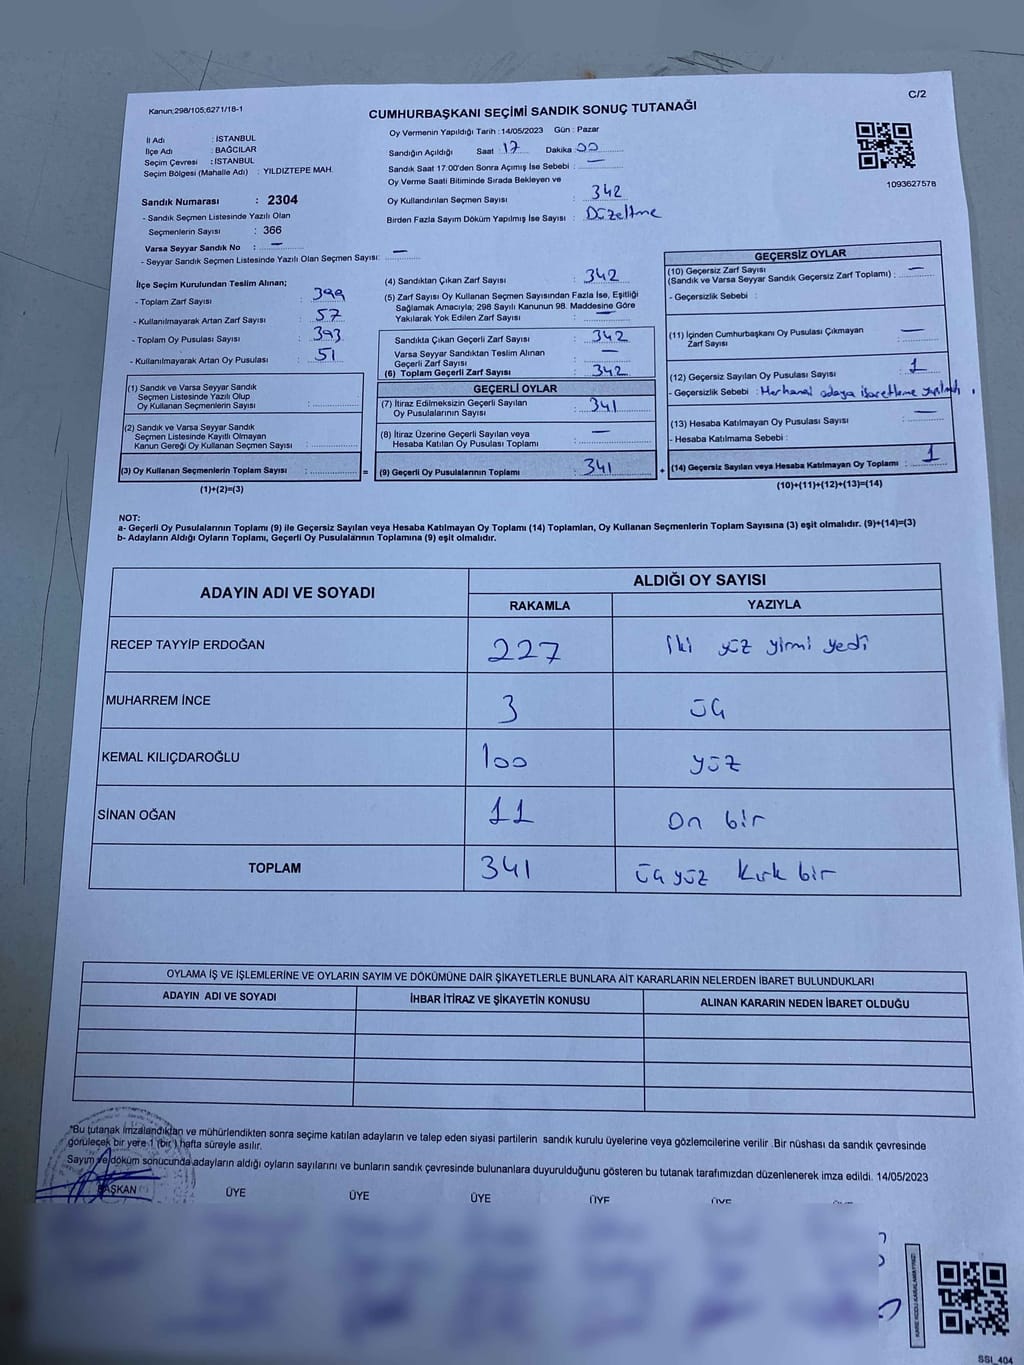 Kanun;298/105;6271/18-1
C/2
CUMHURBAŞKANI SEÇİMİ SANDIK SONUÇ TUTANAĞI
İl Adı : İSTANBUL
İlçe Adı : BAĞCILAR
Seçim Çevresi : İSTANBUL
Seçim Bölgesi (Mahalle Adı) : YILDIZTEPE MAH.
Sandık Numarası : 2304
- Sandık Seçmen Listesinde Yazılı Olan
Seçmenlerin Sayısı : 366
Varsa Seyyar Sandık No : —
- Seyyar Sandık Seçmen Listesinde Yazılı Olan Seçmen Sayısı: —
Oy Vermenin Yapıldığı Tarih : 14/05/2023 Gün : Pazar
Sandığın Açıldığı Saat : 17 Dakika 00
Sandık Saat 17:00'den Sonra Açımış İse Sebebi : —
Oy Verme Saati Bitiminde Sırada Bekleyen ve
Oy Kullandırılan Seçmen Sayısı : 342
Birden Fazla Sayım Döküm Yapılmış İse Sayısı : Düzeltme
1093627578
İlçe Seçim Kurulundan Teslim Alınan;
- Toplam Zarf Sayısı : 399
- Kullanılmayarak Artan Zarf Sayısı : 57
- Toplam Oy Pusulası Sayısı : 393
- Kullanılmayarak Artan Oy Pusulası : 51
(1) Sandık ve Varsa Seyyar Sandık
Seçmen Listesinde Yazılı Olup
Oy Kullanan Seçmenlerin Sayısı :
(2) Sandık ve Varsa Seyyar Sandık
Seçmen Listesinde Kayılı Olmayan
Kanun Gereği Oy Kullanan Seçmen Sayısı :
(3) Oy Kullanan Seçmenlerin Toplam Sayısı : =
(1)+(2)=(3)
(4) Sandıktan Çıkan Zarf Sayısı : 342
(5) Zarf Sayısı Oy Kullanan Seçmen Sayısından Fazla İse, Eşitliği
Sağlamak Amacıyla; 298 Sayılı Kanunun 98. Maddesine Göre
Yakılarak Yok Edilen Zarf Sayısı : —
Sandıkta Çıkan Geçerli Zarf Sayısı : 342
Varsa Seyyar Sandıktan Teslim Alınan
Geçerli Zarf Sayısı : —
(6) Toplam Geçerli Zarf Sayısı : 342
GEÇERLİ OYLAR
(7) İtiraz Edilmeksizin Geçerli Sayılan
Oy Pusulalarının Sayısı : 341
(8) İtiraz Üzerine Geçerli Sayılan veya
Hesaba Katılan Oy Pusulası Toplamı : —
(9) Geçerli Oy Pusulalarının Toplamı : 341 +
GEÇERSİZ OYLAR
(10) Geçersiz Zarf Sayısı
(Sandık ve Varsa Seyyar Sandık Geçersiz Zarf Toplamı) : —
- Geçersizlik Sebebi :
(11) İçinden Cumhurbaşkanı Oy Pusulası Çıkmayan
Zarf Sayısı : —
(12) Geçersiz Sayılan Oy Pusulası Sayısı : 1
- Geçersizlik Sebebi : Herhangi adaya işaretleme
(13) Hesaba Katılmayan Oy Pusulası Sayısı : —
- Hesaba Katılmama Sebebi :
(14) Geçersiz Sayılan veya Hesaba Katılmayan Oy Toplamı : 1
(10)+(11)+(12)+(13)=(14)
NOT:
a- Geçerli Oy Pusulalarının Toplamı (9) ile Geçersiz Sayılan veya Hesaba Katılmayan Oy Toplamı (14) Toplamları, Oy Kullanan Seçmenlerin Toplam Sayısına (3) eşit olmalıdır. (9)+(14)=(3)
b- Adayların Aldığı Oyların Toplamı, Geçerli Oy Pusulalarının Toplamına (9) eşit olmalıdır.
ADAYIN ADI VE SOYADI
ALDIĞI OY SAYISI
RAKAMLA YAZIYLA
RECEP TAYYİP ERDOĞAN 227 İki yüz yirmi yedi
MUHARREM İNCE 3 üç
KEMAL KILIÇDAROĞLU 100 yüz
SİNAN OĞAN 11 On bir
TOPLAM 341 üç yüz kırk bir
OYLAMA İŞ VE İŞLEMLERİNE VE OYLARIN SAYIM VE DÖKÜMÜNE DAİR ŞİKAYETLERLE BUNLARA AİT KARARLARIN NELERDEN İBARET BULUNDUKLARI
ADAYIN ADI VE SOYADI İHBAR İTİRAZ VE ŞİKAYETİN KONUSU ALINAN KARARIN NEDEN İBARET OLDUĞU
*Bu tutanak imzalandıktan ve mühürlendikten sonra seçime katılan adayların ve talep eden siyasi partilerin sandık kurulu üyelerine veya gözlemcilerine verilir. Bir nüshası da sandık çevresinde
görülecek bir yere 1 (bir ) hafta süreyle asılır.
Sayım ve döküm sonucunda adayların aldığı oyların sayılarını ve bunların sandık çevresinde bulunanlara duyurulduğunu gösteren bu tutanak tarafımızdan düzenlenerek imza edildi. 14/05/2023
BAŞKAN ÜYE ÜYE ÜYE ÜYE ÜYE
KARE KODU KARALAMAYINIZ!
SSI_404